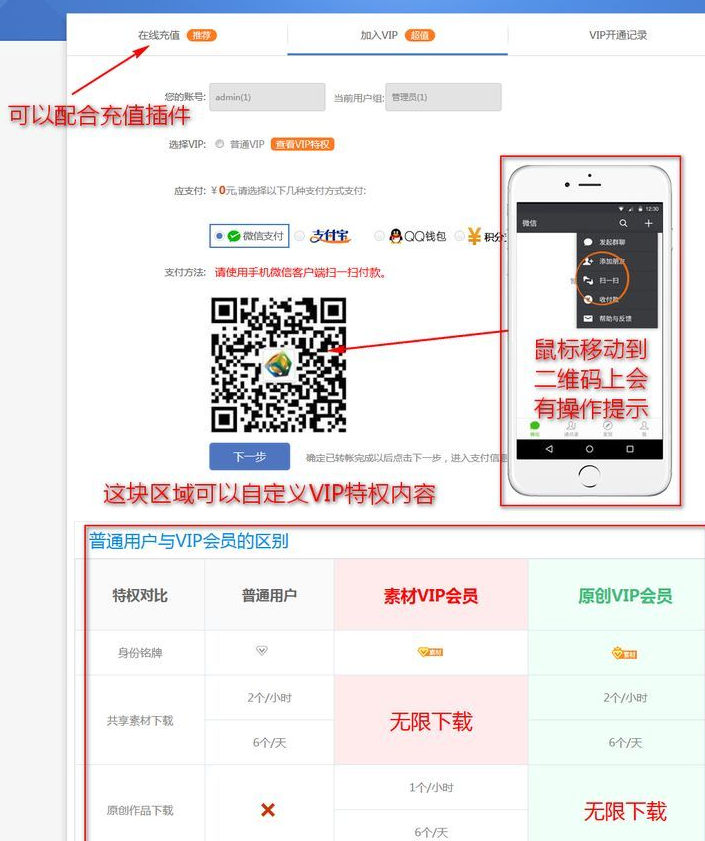 在线充值 推荐
加入VIP 超值
VIP开通记录
可以配合充值插件
您的账号: admin(1) 当前用户组: 管理员(1)
选择VIP: 普通VIP 查看VIP特权
应支付: ¥0元,请选择以下几种支付方式支付:
微信支付 支付宝 QQ钱包 积分
支付方法: 请使用手机微信客户端扫一扫付款。
12:30
微信
发起群聊
添加朋友
扫一扫
收付款
帮助与反馈
鼠标移动到
二维码上会
有操作提示
下一步 确定已转帐完成以后点击下一步，进入支付信息
这块区域可以自定义VIP特权内容
普通用户与VIP会员的区别
特权对比 普通用户 素材VIP会员 原创VIP会员
身份铭牌 素材
共享素材下载 2个/小时 6个/天 无限下载 2个/小时 6个/天
原创作品下载 1个/小时 6个/天 无限下载